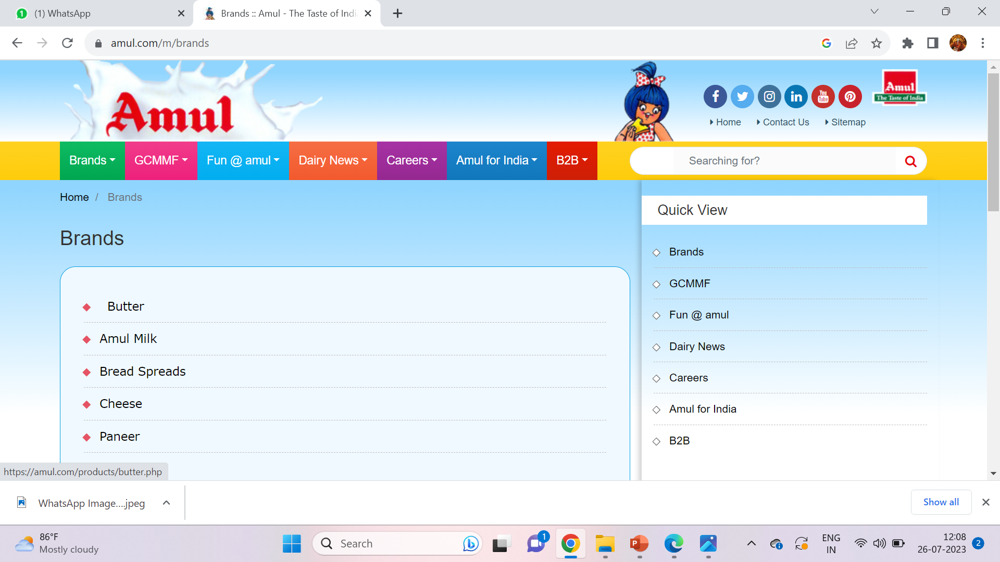 1
(1) WhatsApp
Brands :: Amul - The Taste of Indi
amul.com/m/brands
Amul
You
Tube
Amul
The Taste of India
Home
Contact Us
Sitemap
Brands
GCMMF
Fun @ amul
Dairy News
Careers
Amul for India
B2B
Searching for?
Home / Brands
Brands
Butter
Amul Milk
Bread Spreads
Cheese
Paneer
Quick View
Brands
GCMMF
Fun @ amul
Dairy News
Careers
Amul for India
B2B
https://amul.com/products/butter.php
WhatsApp Image....jpeg
Show all
86°F
Mostly cloudy
Search
1
P
ENG
IN
12:08
26-07-2023
2